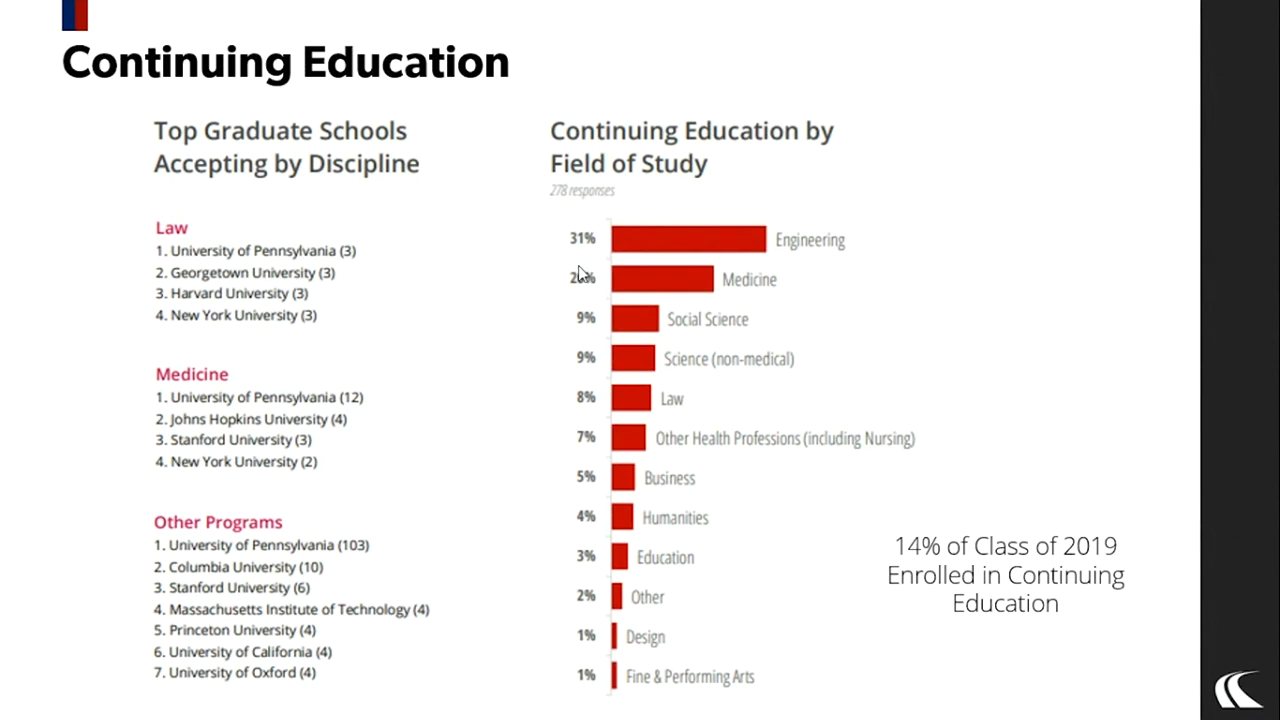 Continuing Education
Top Graduate Schools
Accepting by Discipline
Law
1. University of Pennsylvania (3)
2. Georgetown University (3)
3. Harvard University (3)
4. New York University (3)
Medicine
1. University of Pennsylvania (12)
2. Johns Hopkins University (4)
3. Stanford University (3)
4. New York University (2)
Other Programs
1. University of Pennsylvania (103)
2. Columbia University (10)
3. Stanford University (6)
4. Massachusetts Institute of Technology (4)
5. Princeton University (4)
6. University of California (4)
7. University of Oxford (4)
Continuing Education by
Field of Study
278 responses
31% Engineering
Medicine
9% Social Science
9% Science (non-medical)
8% Law
7% Other Health Professions (including Nursing)
5% Business
4% Humanities
3% Education
2% Other
1% Design
1% Fine & Performing Arts
14% of Class of 2019
Enrolled in Continuing
Education